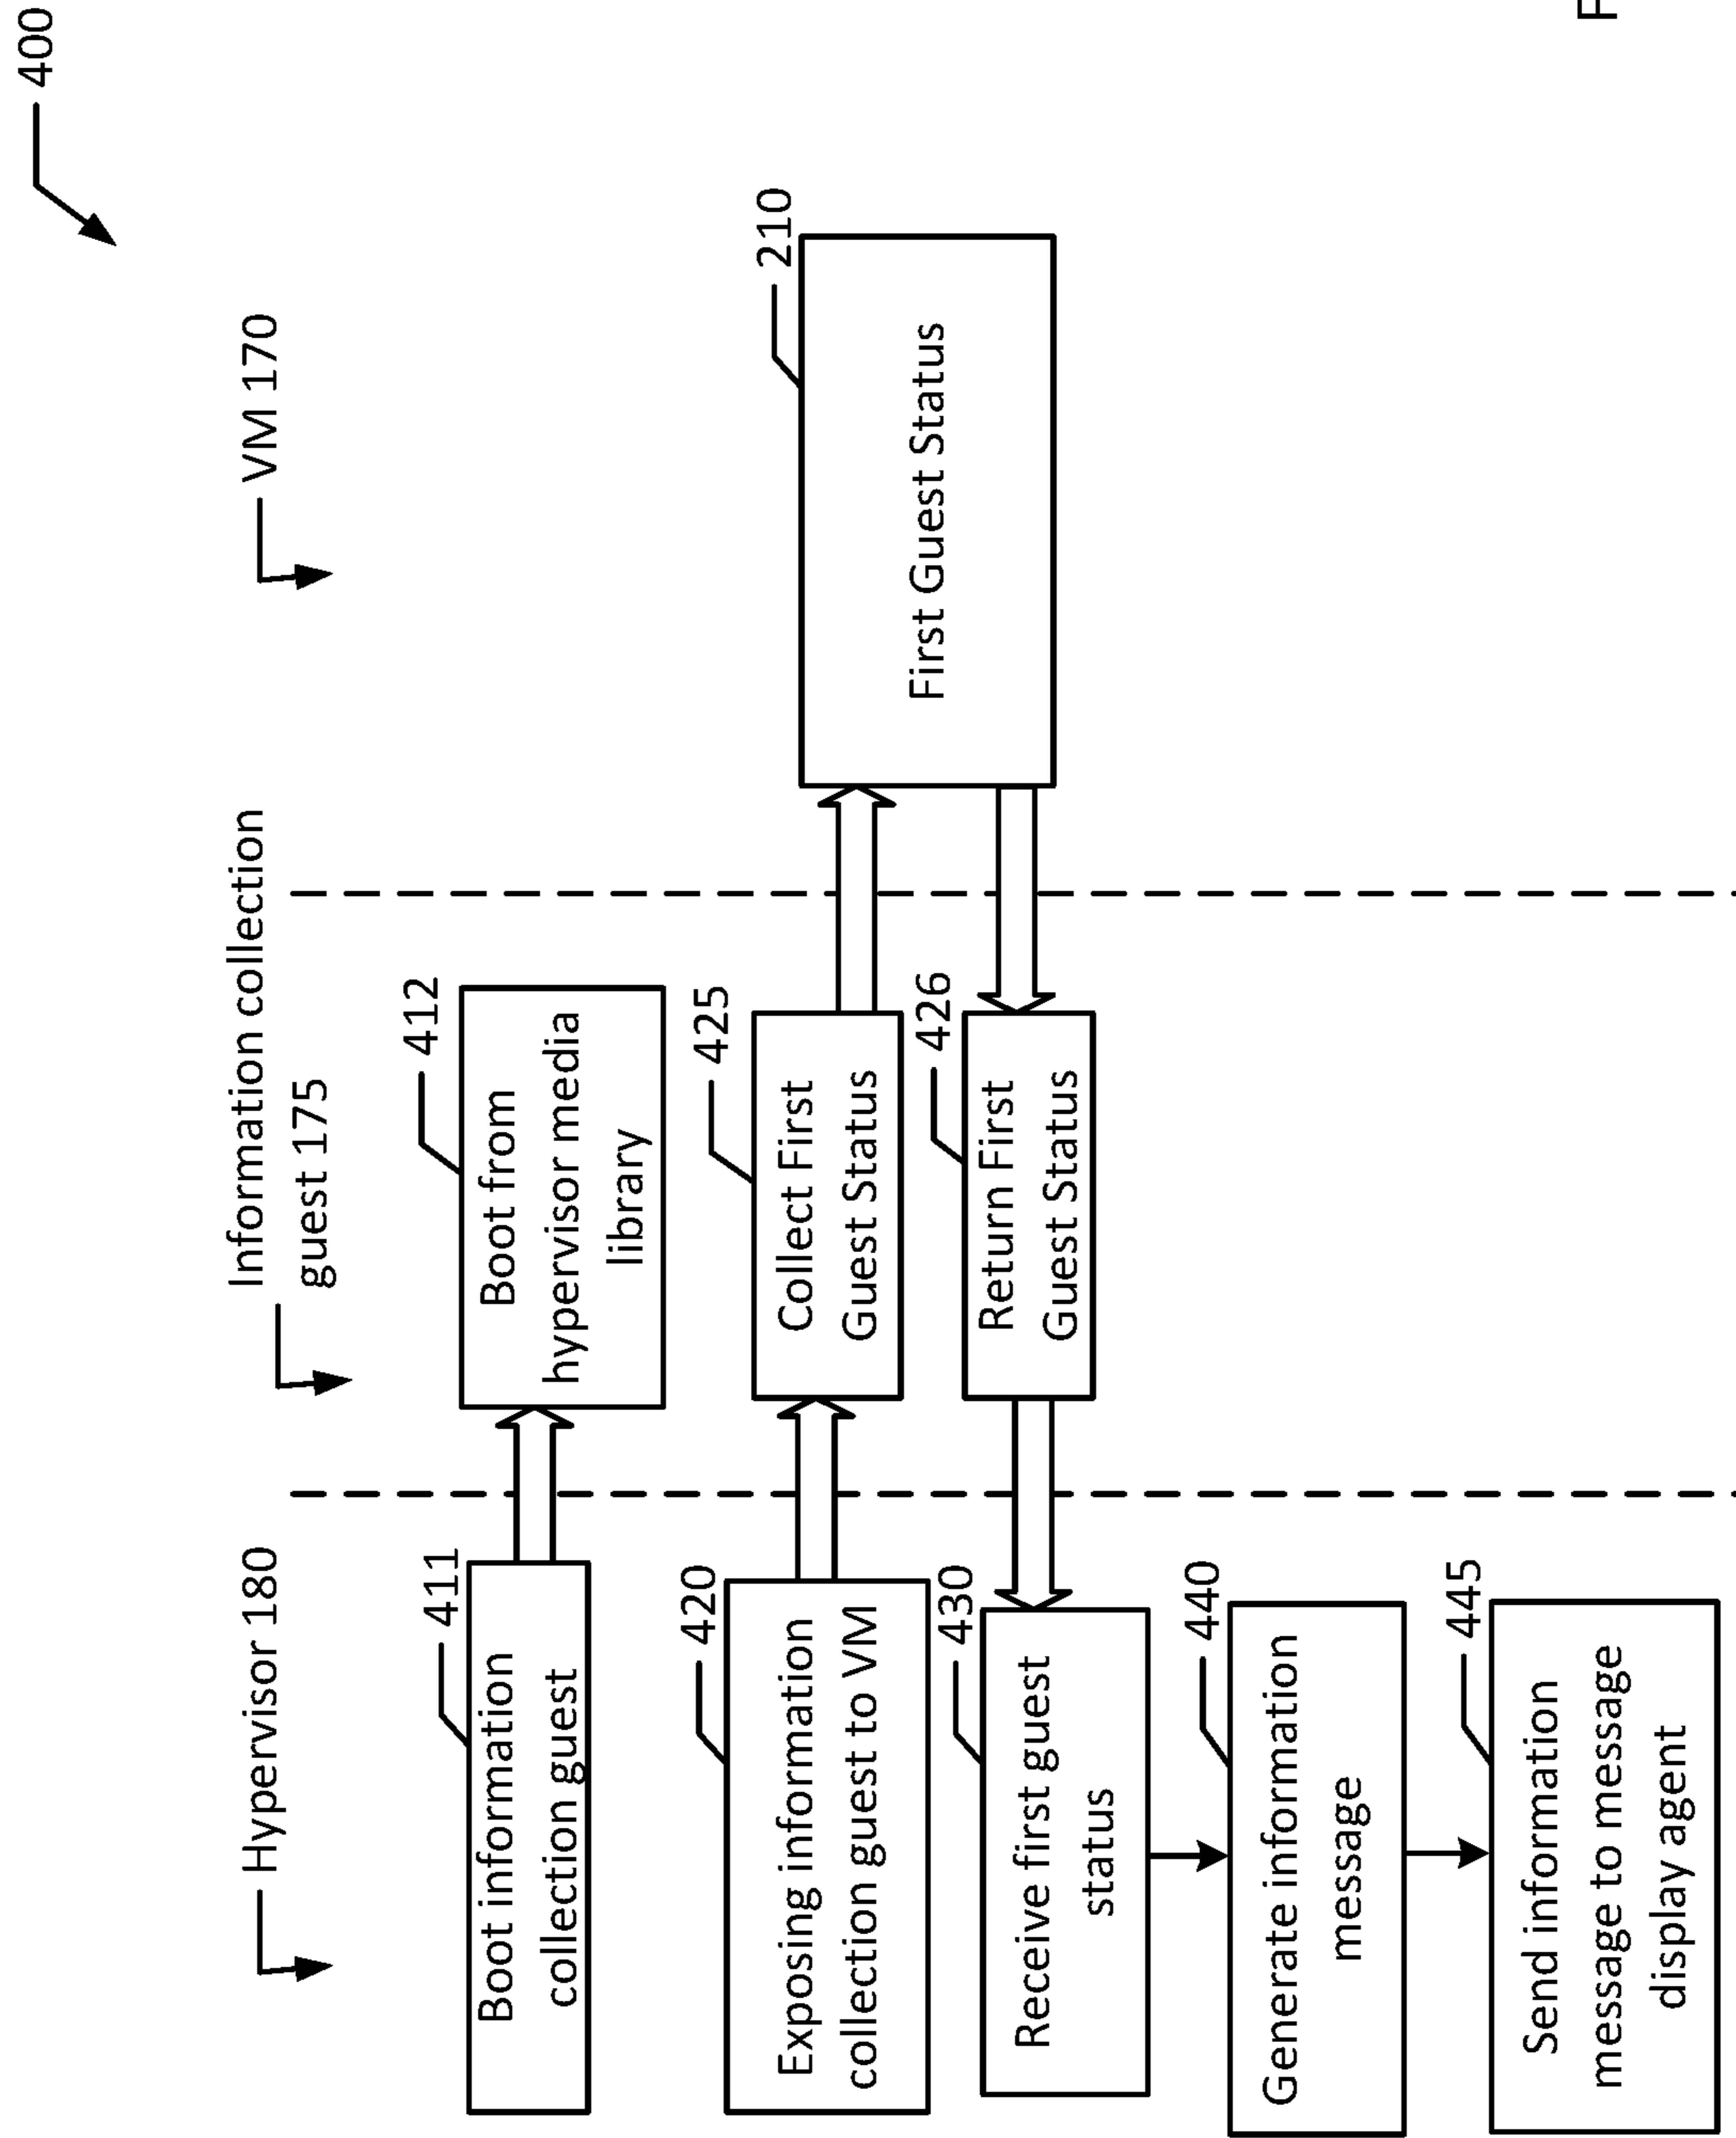 400
Hypervisor 180
Information collection
guest 175
VM 170
411
Boot information
collection guest
412
Boot from
hypervisor media
library
420
Exposing information
collection guest to VM
425
Collect First
Guest Status
210
First Guest Status
430
Receive first guest
status
426
Return First
Guest Status
440
Generate information
message
445
Send information
message to message
display agent
F